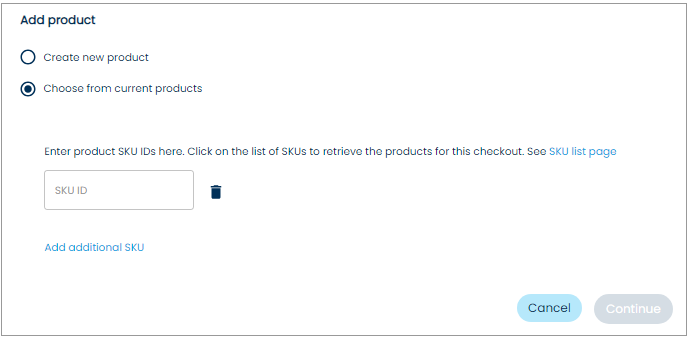 Add product
Create new product
Choose from current products
Enter product SKU IDs here. Click on the list of SKUs to retrieve the products for this checkout. See SKU list page
SKU ID
Add additional SKU
Cancel
Continue